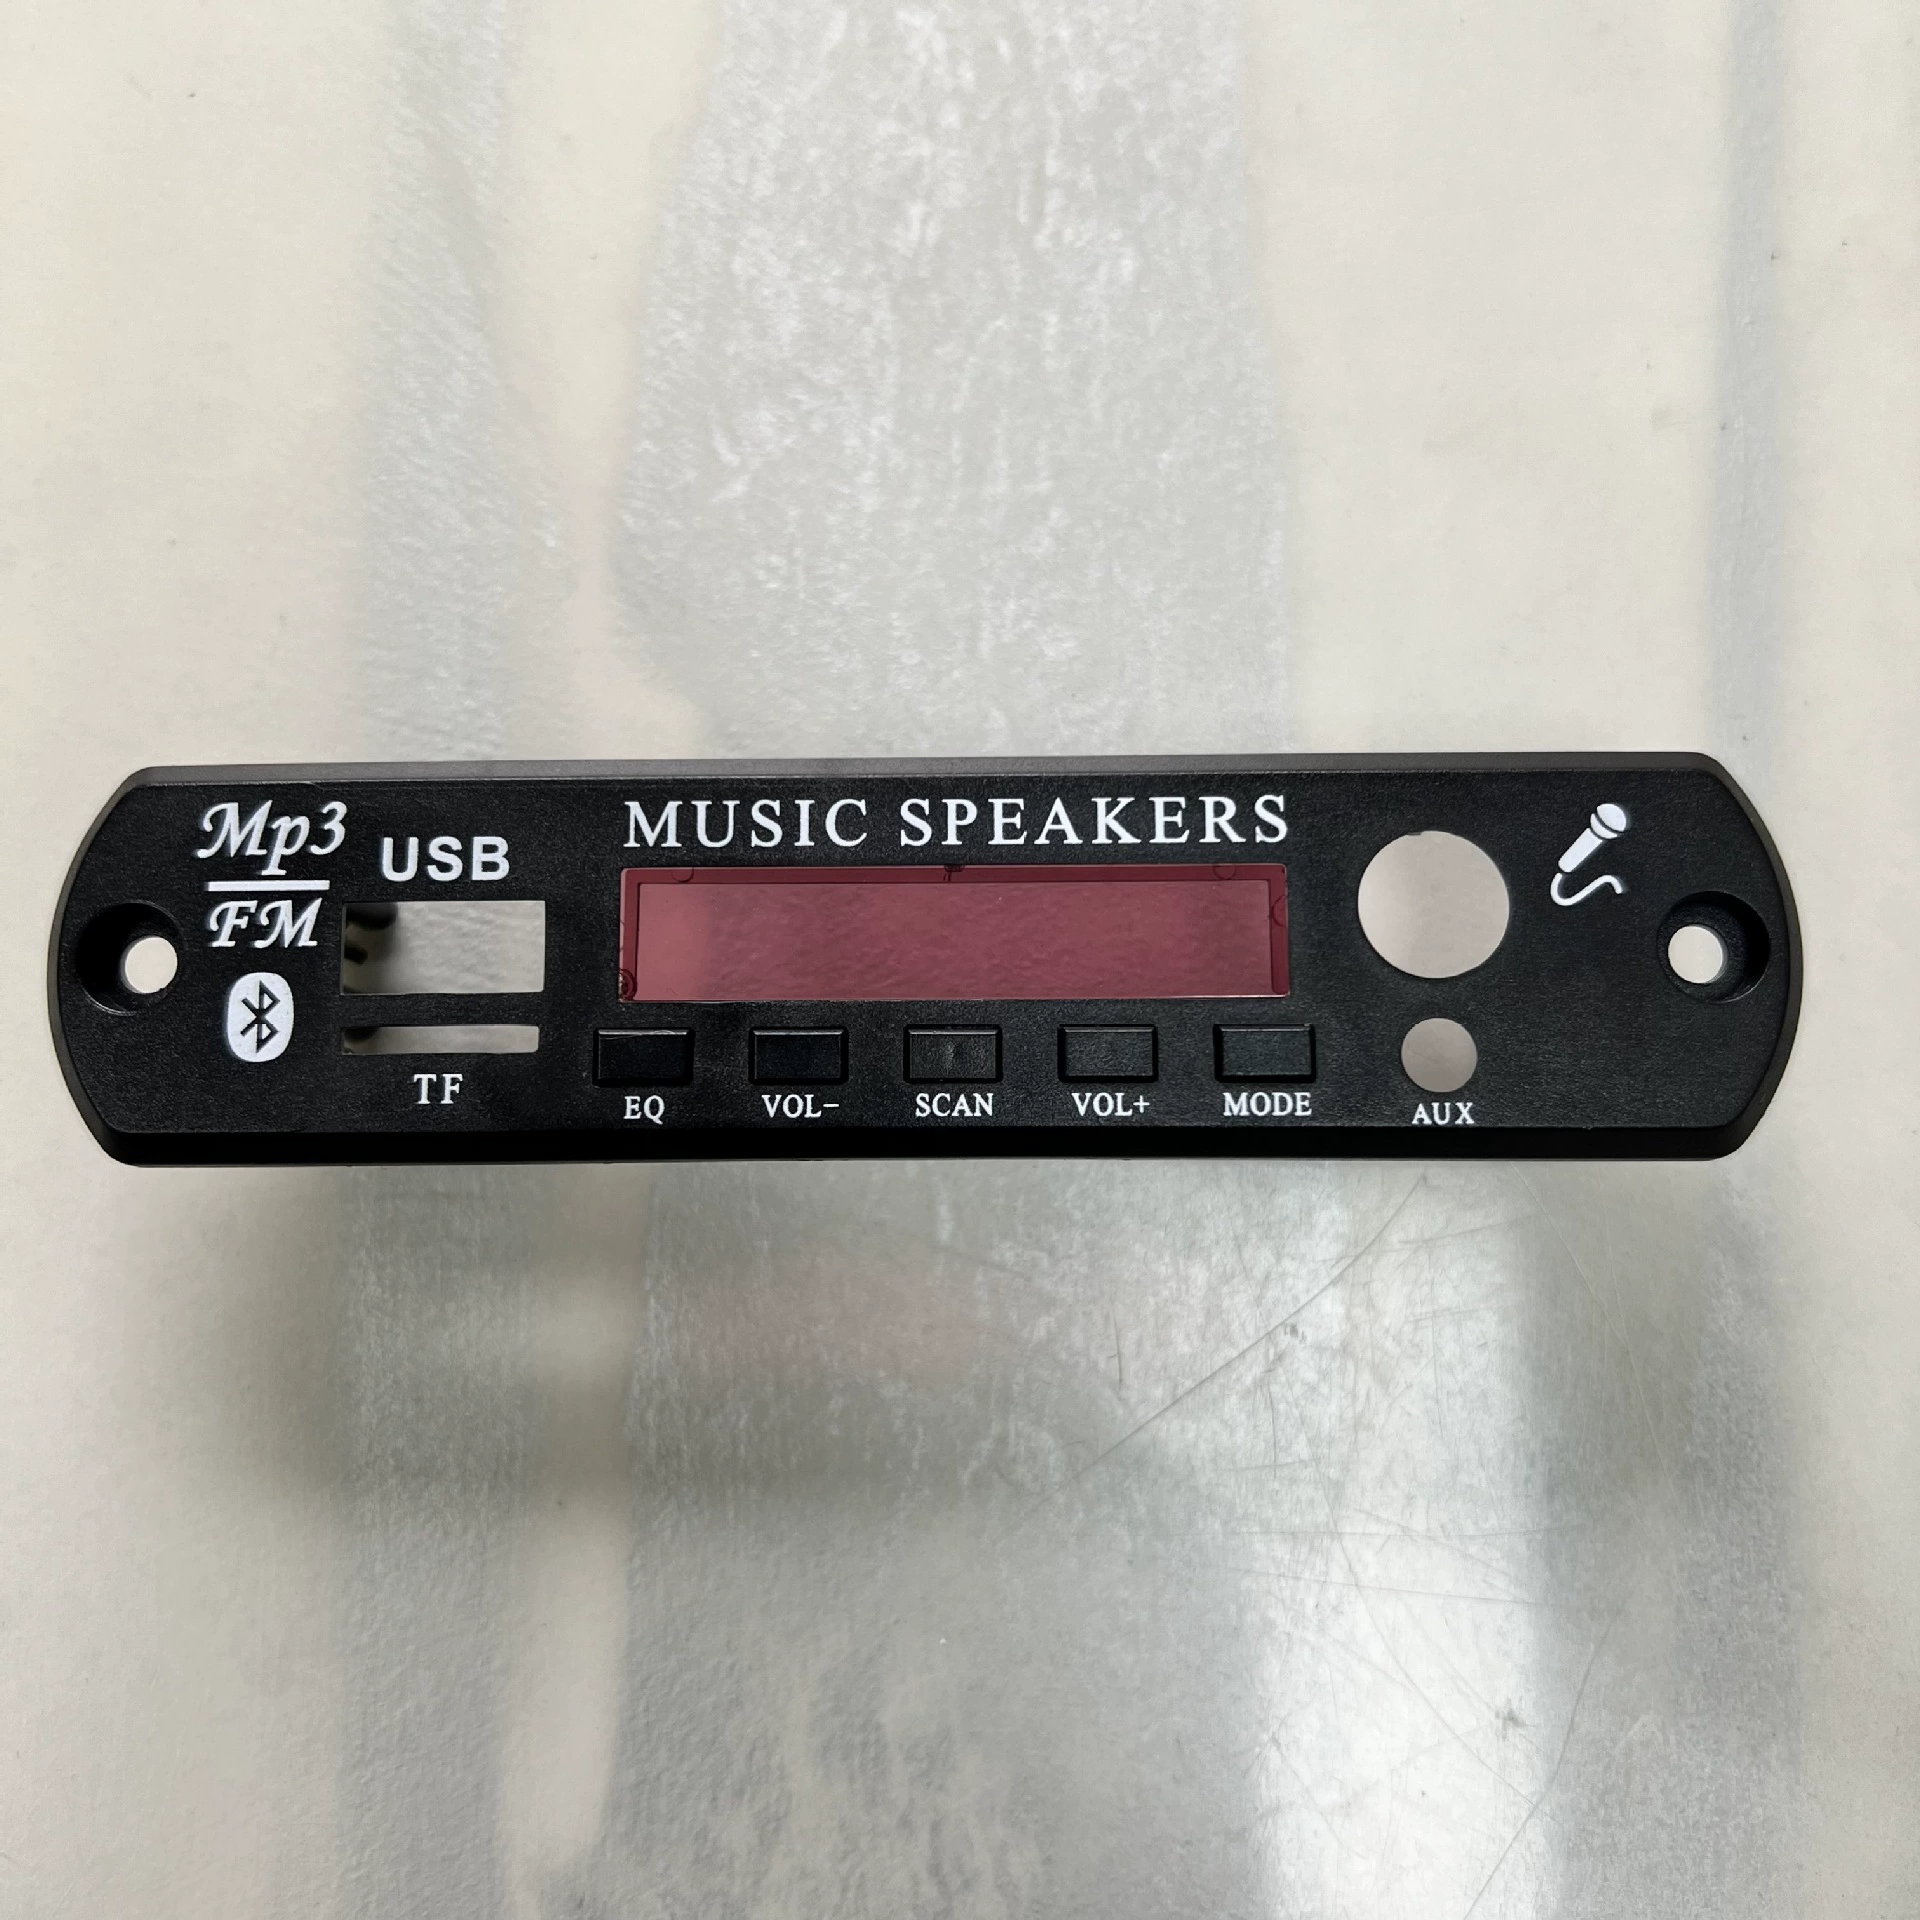 Mp3
FM
USB
TF
MUSIC SPEAKERS
EQ VOL- SCAN VOL+ MODE
AUX